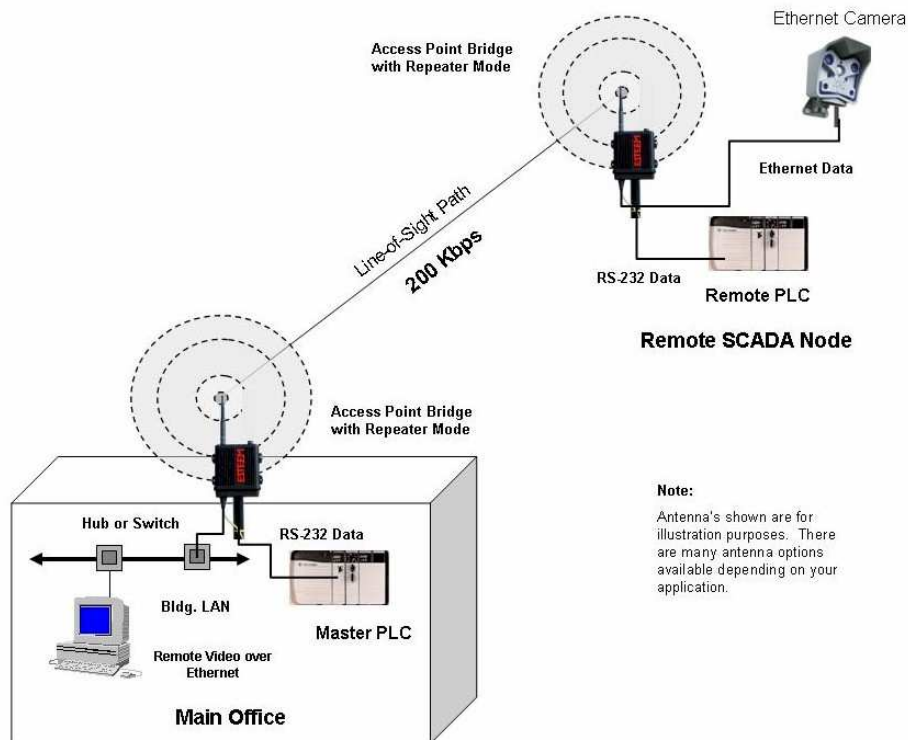 Ethernet Camera
Access Point Bridge
with Repeater Mode
ESTEEM
Ethernet Data
Line-of-Sight Path
200 Kbps
RS-232 Data
Remote PLC
Remote SCADA Node
Access Point Bridge
with Repeater Mode
ESTEEM
Hub or Switch
RS-232 Data
Bldg. LAN
Master PLC
Remote Video over
Ethernet
Main Office
Note:
Antenna's shown are for
illustration purposes. There
are many antenna options
available depending on your
application.